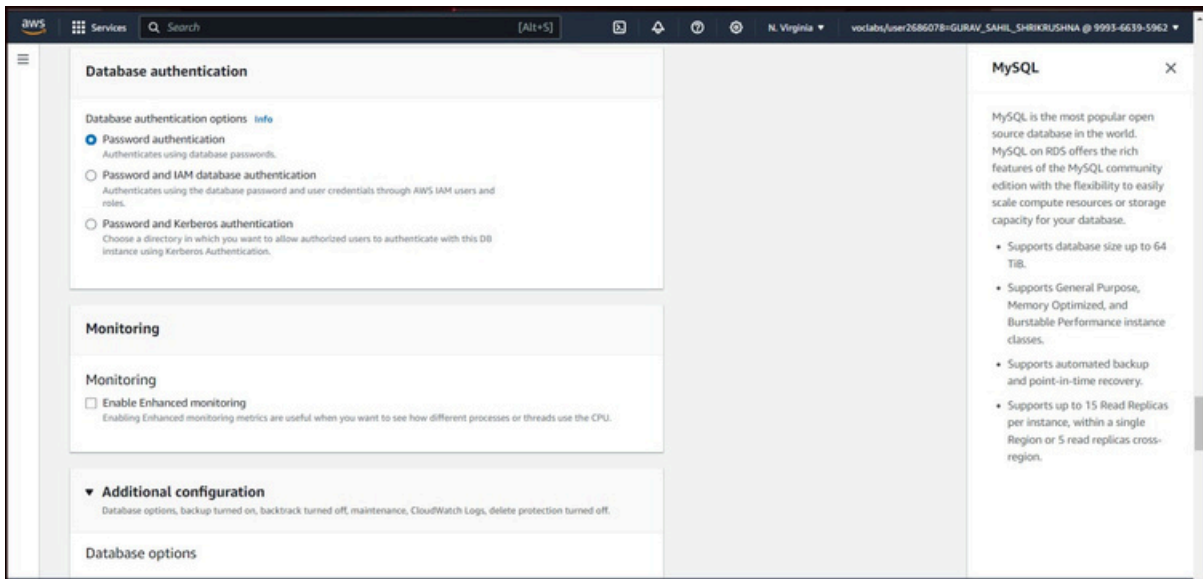 aws
Services
Search
[Alt+S]
N. Virginia
voclabs/user2686078=GURAV_SAHIL_SHRIKRUSHNA @ 9993-6639-5962
Database authentication
Database authentication options Info
Password authentication
Authenticates using database passwords.
Password and IAM database authentication
Authenticates using the database password and user credentials through AWS IAM users and
roles.
Password and Kerberos authentication
Choose a directory in which you want to allow authorized users to authenticate with this DB
instance using Kerberos Authentication.
Monitoring
Monitoring
Enable Enhanced monitoring
Enabling Enhanced monitoring metrics are useful when you want to see how different processes or threads use the CPU.
Additional configuration
Database options, backup turned on, backtrack turned off, maintenance, CloudWatch Logs, delete protection turned off.
Database options
MySQL
MySQL is the most popular open
source database in the world.
MySQL on RDS offers the rich
features of the MySQL community
edition with the flexibility to easily
scale compute resources or storage
capacity for your database.
• Supports database size up to 64
TiB.
• Supports General Purpose,
Memory Optimized, and
Burstable Performance instance
classes.
• Supports automated backup
and point-in-time recovery.
• Supports up to 15 Read Replicas
per instance, within a single
Region or 5 read replicas cross-
region.